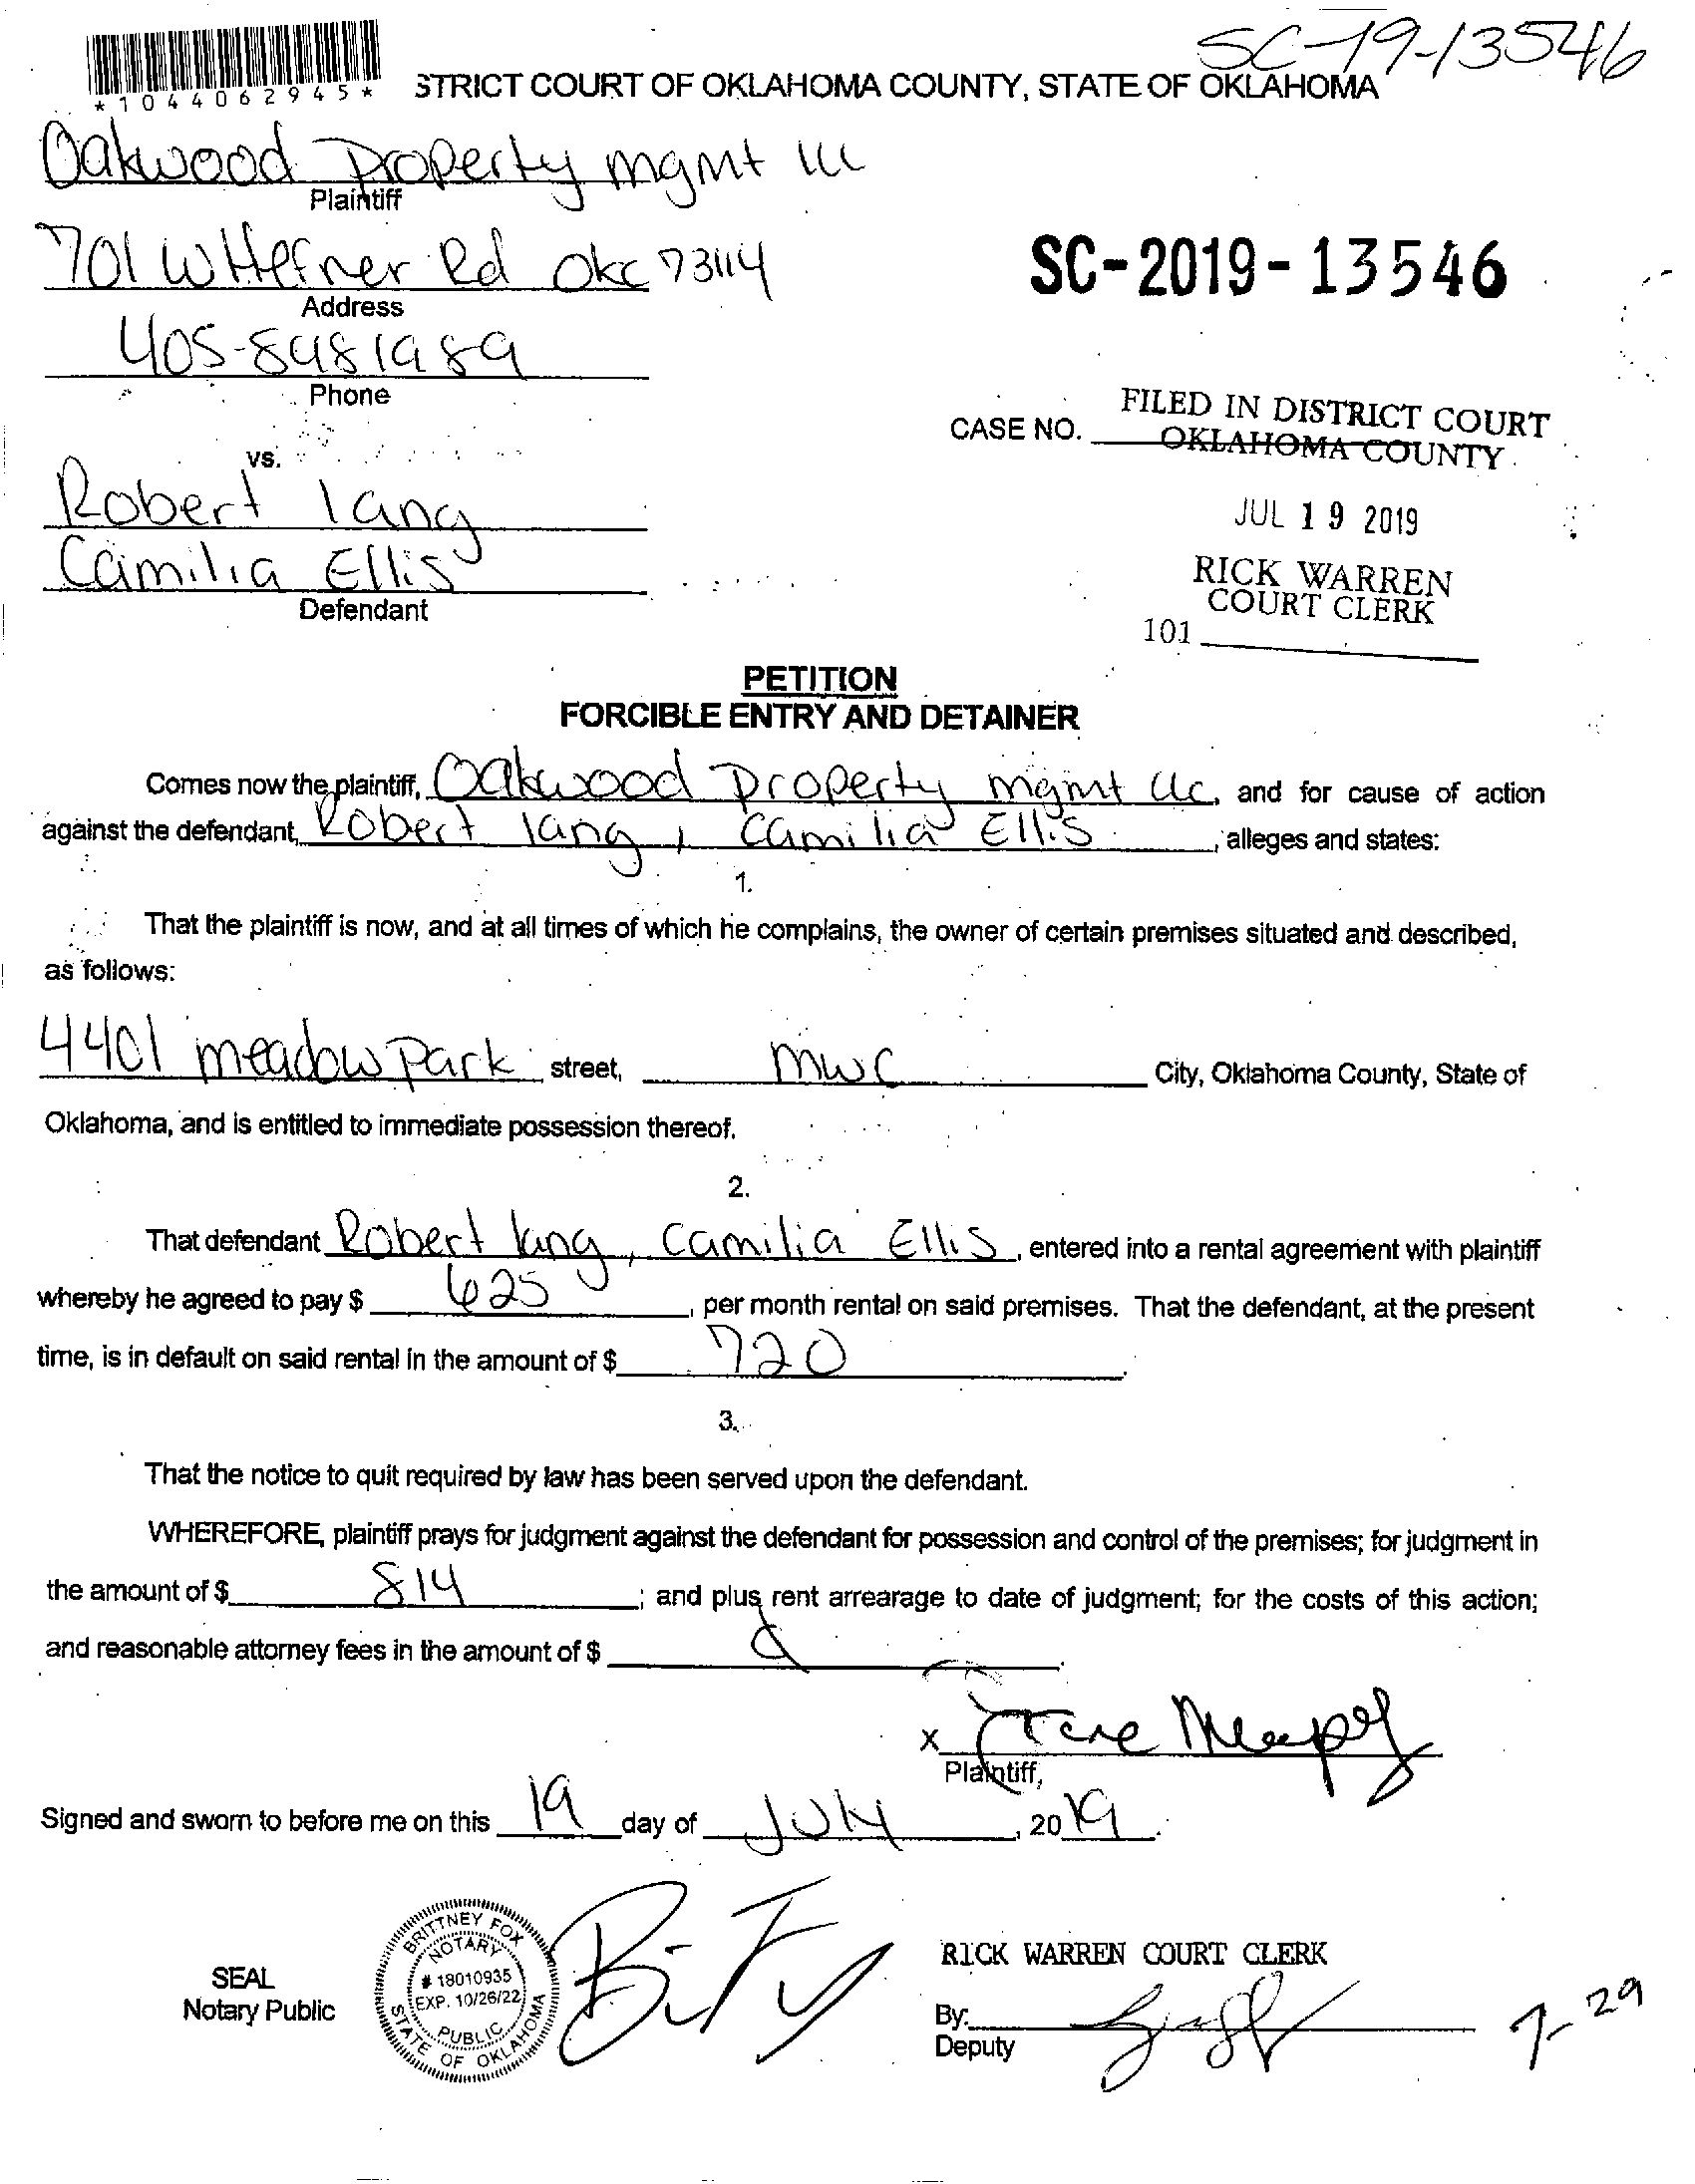 SC-19-13546
*1044062945*
STRICT COURT OF OKLAHOMA COUNTY, STATE OF OKLAHOMA
Oakwood Property mgmt llc
Plaintiff
701 W Hefner Rd Okc 73114
Address
SC-2019-13546
405-8481989
Phone
CASE NO.
FILED IN DISTRICT COURT
OKLAHOMA COUNTY
vs.
Robert lang
JUL 19 2019
Camilia Ellis
Defendant
RICK WARREN
COURT CLERK
101
PETITION
FORCIBLE ENTRY AND DETAINER
Comes now the plaintiff, Oakwood Property mgmt llc, and for cause of action
against the defendant, Robert lang, Camilia Ellis, alleges and states:
1.
That the plaintiff is now, and at all times of which he complains, the owner of certain premises situated and described,
as follows:
4401 meadow Park street, mwc City, Oklahoma County, State of
Oklahoma, and is entitled to immediate possession thereof.
2.
That defendant Robert lang, Camilia Ellis, entered into a rental agreement with plaintiff
whereby he agreed to pay $ 625, per month rental on said premises. That the defendant, at the present
time, is in default on said rental in the amount of $ 720.
3.
That the notice to quit required by law has been served upon the defendant.
WHEREFORE, plaintiff prays for judgment against the defendant for possession and control of the premises; for judgment in
the amount of $ 814; and plus rent arrearage to date of judgment; for the costs of this action;
and reasonable attorney fees in the amount of $
X
Plaintiff,
Signed and sworn to before me on this 19 day of July, 2019.
SEAL
Notary Public
BRITTNEY FOX
NOTARY
# 18010935
EXP. 10/26/22
PUBLIC
STATE OF OKLAHOMA
RICK WARREN COURT CLERK
By:
Deputy
7-29